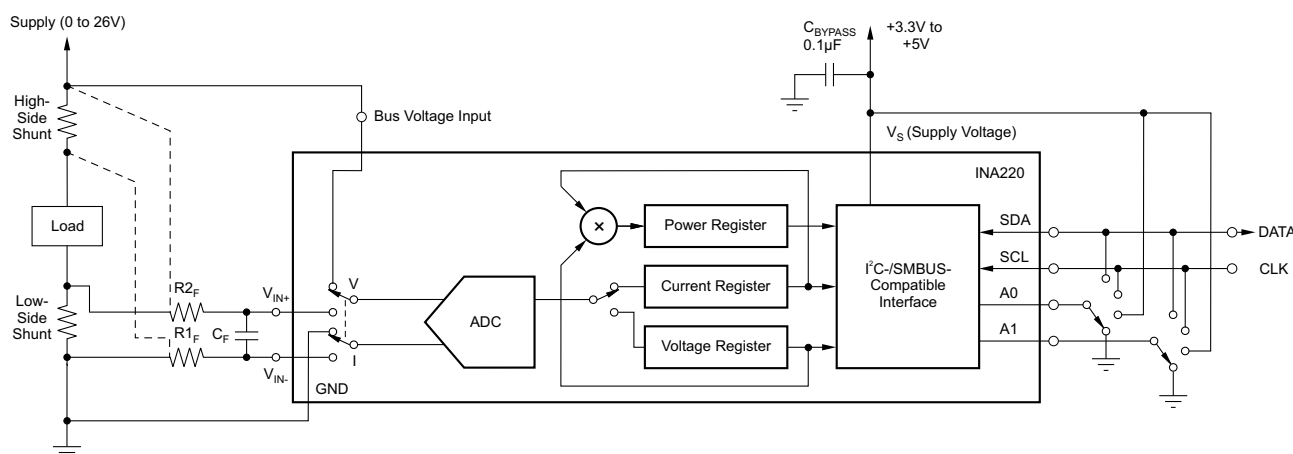 Supply (0 to 26V)
C_BYPASS
0.1µF
+3.3V to
+5V
High-
Side
Shunt
Bus Voltage Input
V_S (Supply Voltage)
INA220
Load
Power Register
Current Register
Voltage Register
×
I²C-/SMBUS-
Compatible
Interface
SDA
DATA
SCL
CLK
A0
A1
Low-
Side
Shunt
R2_F
R1_F
C_F
V_IN+
V_IN-
V
I
ADC
GND